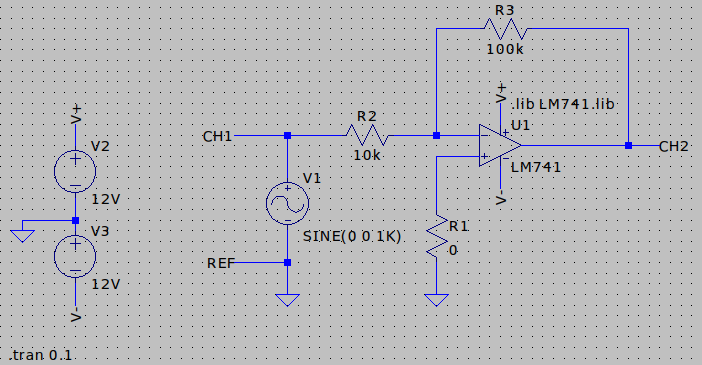 R3
100k
V+
.lib LM741.lib
V+
R2
U1
CH1
V2
10k
CH2
LM741
V1
12V
V-
R1
V3
SINE(0 0 1K)
0
REF
12V
V-
.tran 0.1